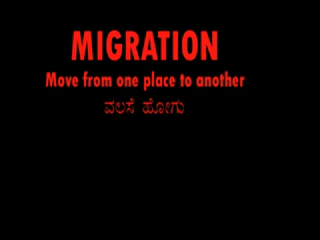 MIGRATION
Move from one place to another
ವಲಸೆ ಹೋಗು